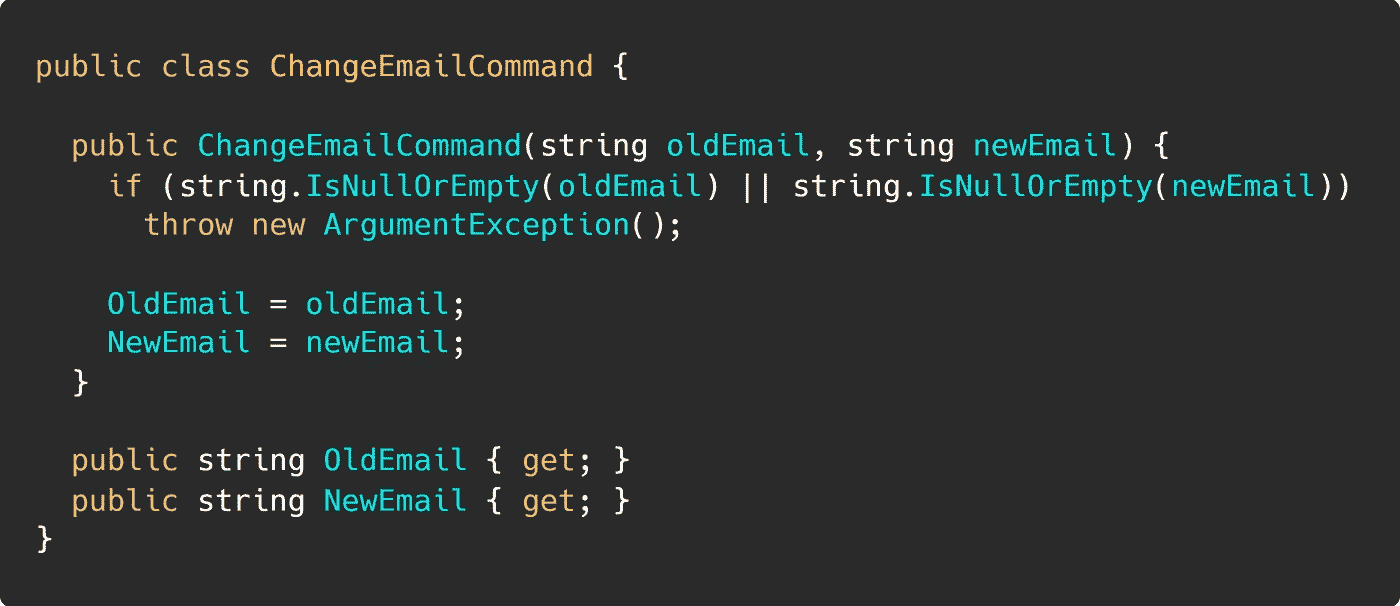 public class ChangeEmailCommand {
  public ChangeEmailCommand(string oldEmail, string newEmail) {
    if (string.IsNullOrEmpty(oldEmail) || string.IsNullOrEmpty(newEmail))
      throw new ArgumentException();
    OldEmail = oldEmail;
    NewEmail = newEmail;
  }
  public string OldEmail { get; }
  public string NewEmail { get; }
}